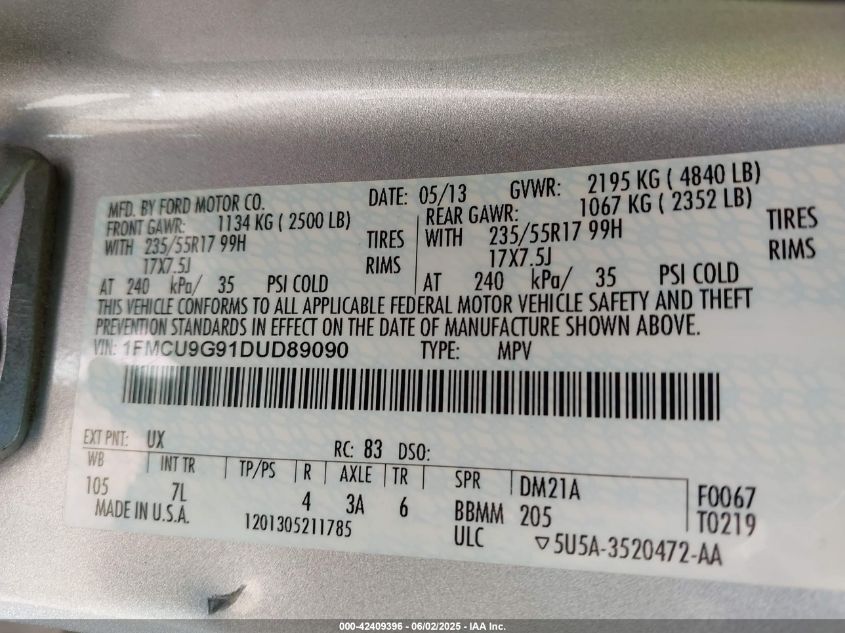 MFD. BY FORD MOTOR CO. DATE: 05/13 GVWR: 2195 KG ( 4840 LB)
FRONT GAWR: 1134 KG ( 2500 LB) REAR GAWR: 1067 KG ( 2352 LB)
WITH 235/55R17 99H TIRES WITH 235/55R17 99H TIRES
17X7.5J RIMS 17X7.5J RIMS
AT 240 kPa/ 35 PSI COLD AT 240 kPa/ 35 PSI COLD
THIS VEHICLE CONFORMS TO ALL APPLICABLE FEDERAL MOTOR VEHICLE SAFETY AND THEFT
PREVENTION STANDARDS IN EFFECT ON THE DATE OF MANUFACTURE SHOWN ABOVE.
VIN: 1FMCU9G91DUD89090 TYPE: MPV
EXT PNT: UX RC: 83 DSO:
WB INT TR TP/PS R AXLE TR SPR DM21A F0067
105 7L 4 3A 6 BBMM 205 T0219
MADE IN U.S.A. 1201305211785 ULC ▽5U5A-3520472-AA
000-42409396 - 06/02/2025 - IAA Inc.